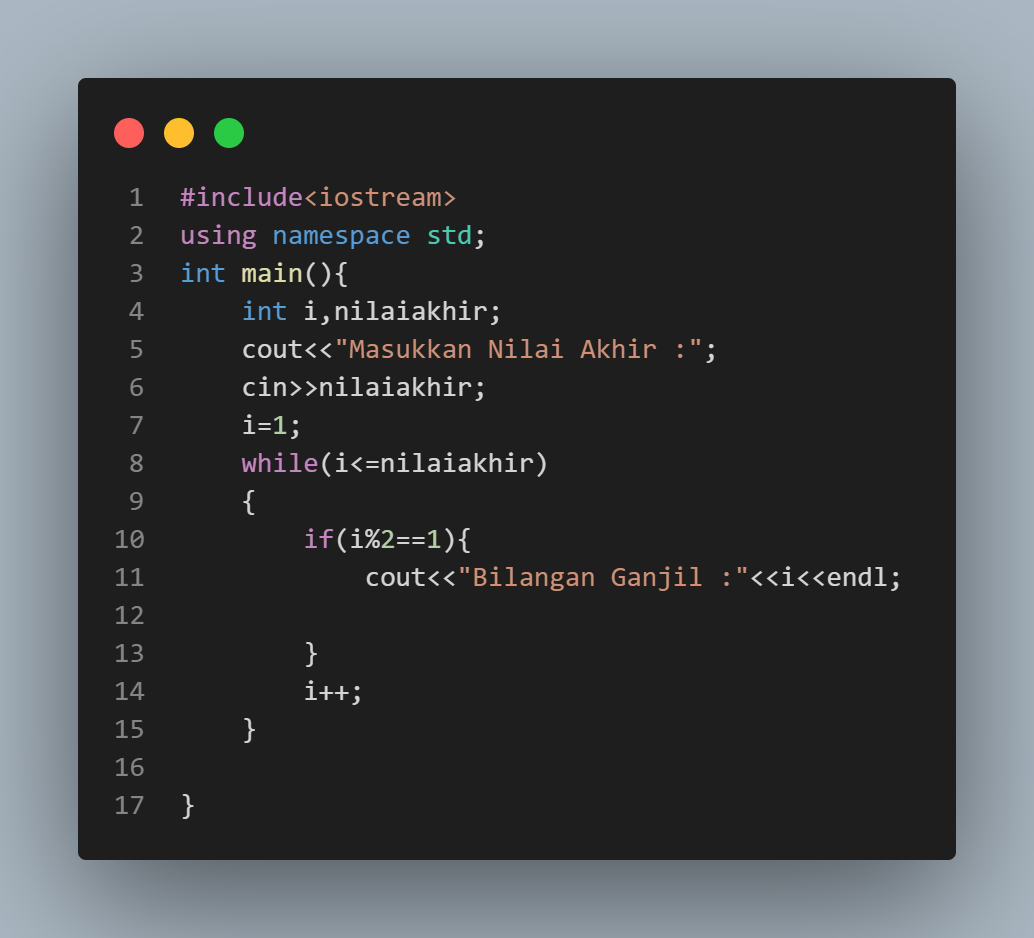 1 #include<iostream>
2 using namespace std;
3 int main(){
4     int i,nilaiakhir;
5     cout<<"Masukkan Nilai Akhir :";
6     cin>>nilaiakhir;
7     i=1;
8     while(i<=nilaiakhir)
9     {
10         if(i%2==1){
11             cout<<"Bilangan Ganjil :"<<i<<endl;
12
13         }
14         i++;
15     }
16
17 }